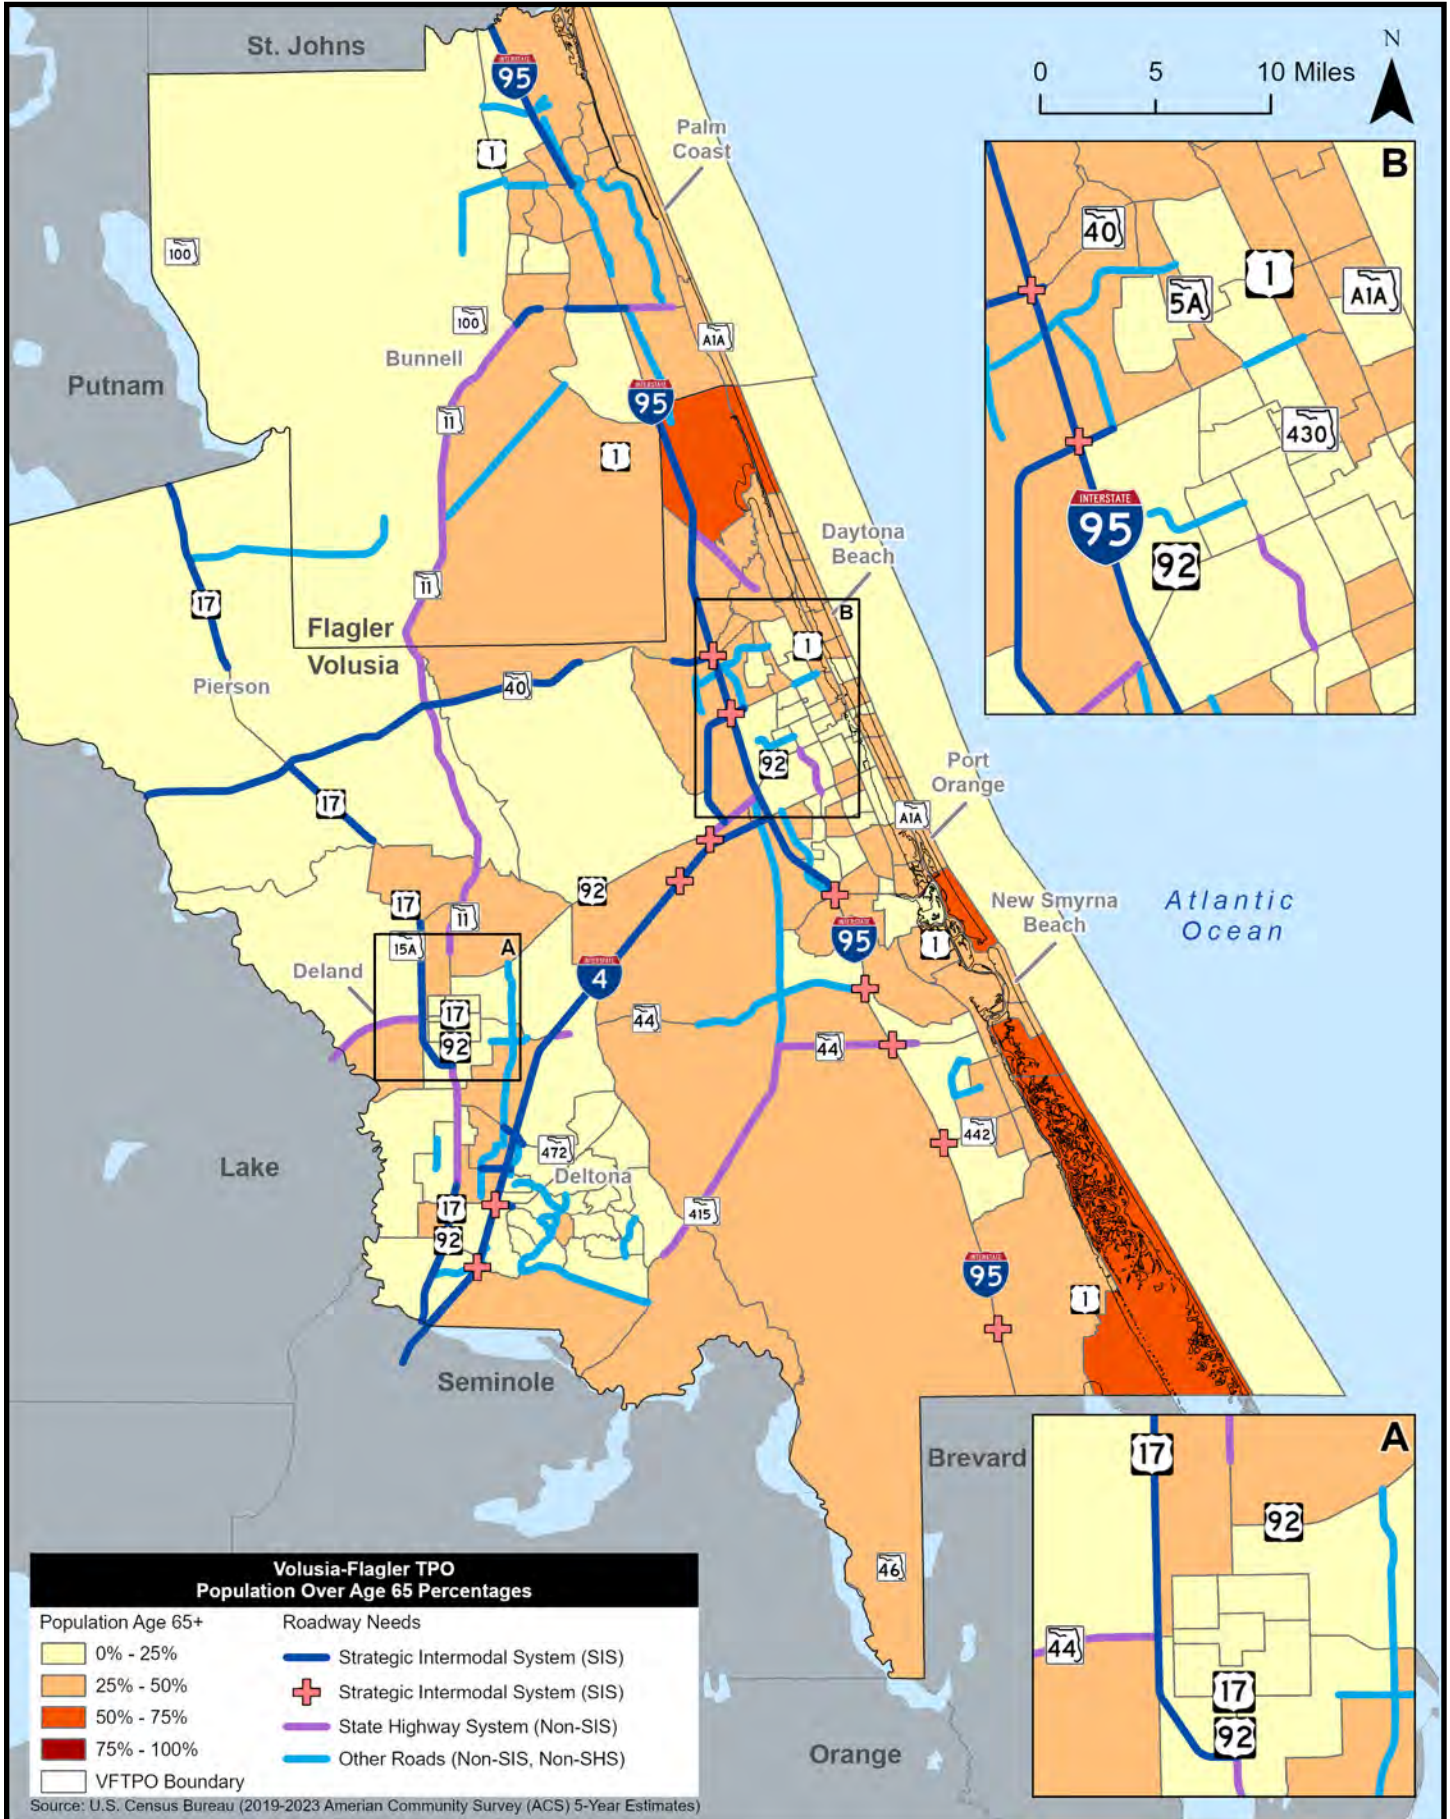 St. Johns
INTERSTATE
95
N
0 5 10 Miles
Palm
Coast
1
B
100
40
1
5A
A1A
100
A1A
Bunnell
Putnam
INTERSTATE
95
11
430
1
INTERSTATE
95
Daytona
Beach
92
11
17
B
Flagler
1
Volusia
Pierson
40
92
17
Port
Orange
A1A
92
17
New Smyrna
Beach
Atlantic
Ocean
11
INTERSTATE
95
1
15A
A
Deland
INTERSTATE
4
17
44
92
44
442
472
Lake
Deltona
17
415
92
INTERSTATE
95
1
Seminole
A
17
Brevard
92
46
44
17
92
Orange
Volusia-Flagler TPO
Population Over Age 65 Percentages
Population Age 65+
0% - 25%
25% - 50%
50% - 75%
75% - 100%
VFTPO Boundary
Roadway Needs
Strategic Intermodal System (SIS)
Strategic Intermodal System (SIS)
State Highway System (Non-SIS)
Other Roads (Non-SIS, Non-SHS)
Source: U.S. Census Bureau (2019-2023 Amerian Community Survey (ACS) 5-Year Estimates)